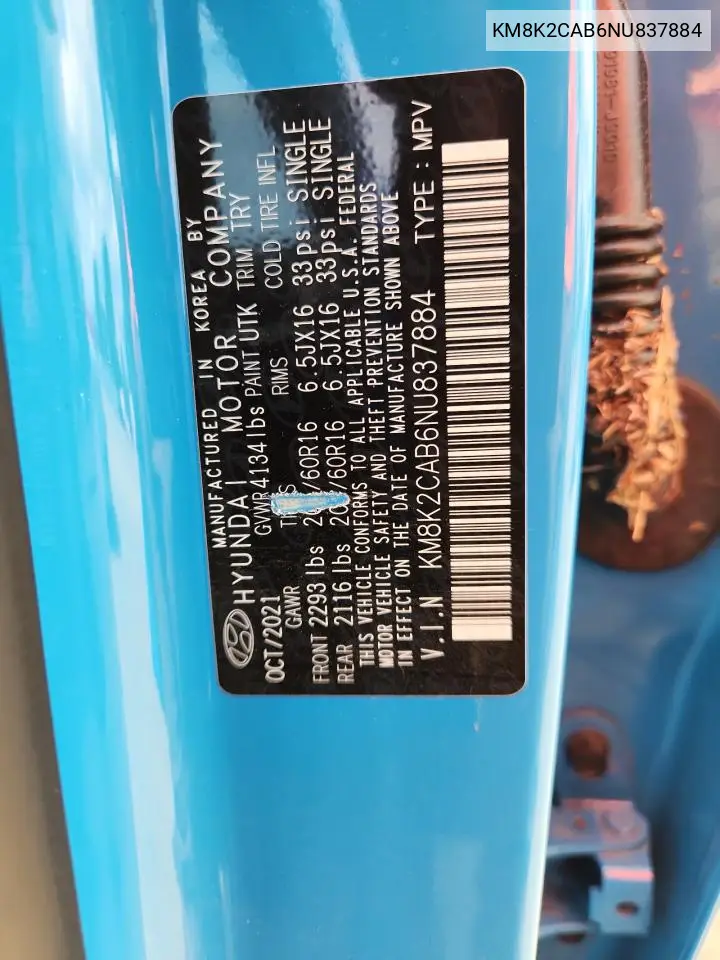 KM8K2CAB6NU837884
MANUFACTURED IN KOREA BY
HYUNDAI MOTOR COMPANY
OCT/2021 GVWR 4134 lbs PAINT UTK TRIM TRY
GAWR RIMS COLD TIRE INFL
FRONT 2293 lbs /60R16 6.5JX16 33psi SINGLE
REAR 2116 lbs /60R16 6.5JX16 33psi SINGLE
THIS VEHICLE CONFORMS TO ALL APPLICABLE U.S.A. FEDERAL
MOTOR VEHICLE SAFETY AND THEFT PREVENTION STANDARDS
IN EFFECT ON THE DATE OF MANUFACTURE SHOWN ABOVE
V.I.N KM8K2CAB6NU837884 TYPE : MPV